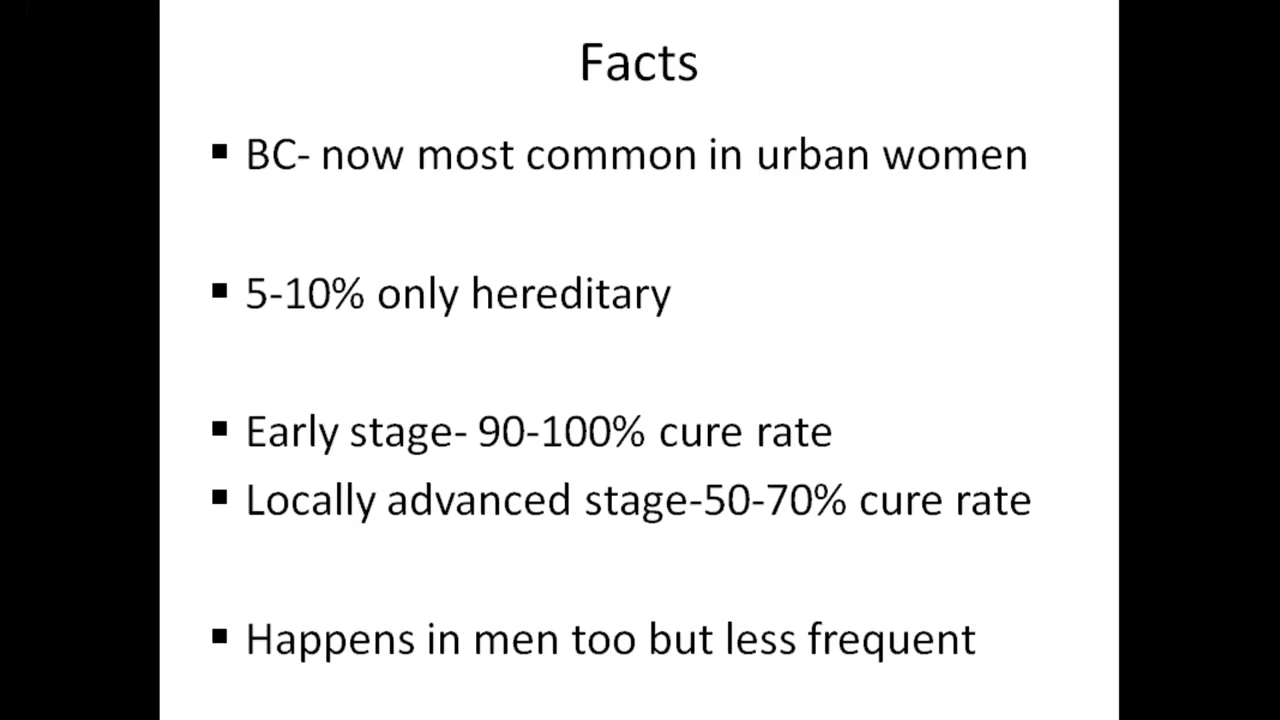 Facts
▪ BC- now most common in urban women
▪ 5-10% only hereditary
▪ Early stage- 90-100% cure rate
▪ Locally advanced stage-50-70% cure rate
▪ Happens in men too but less frequent